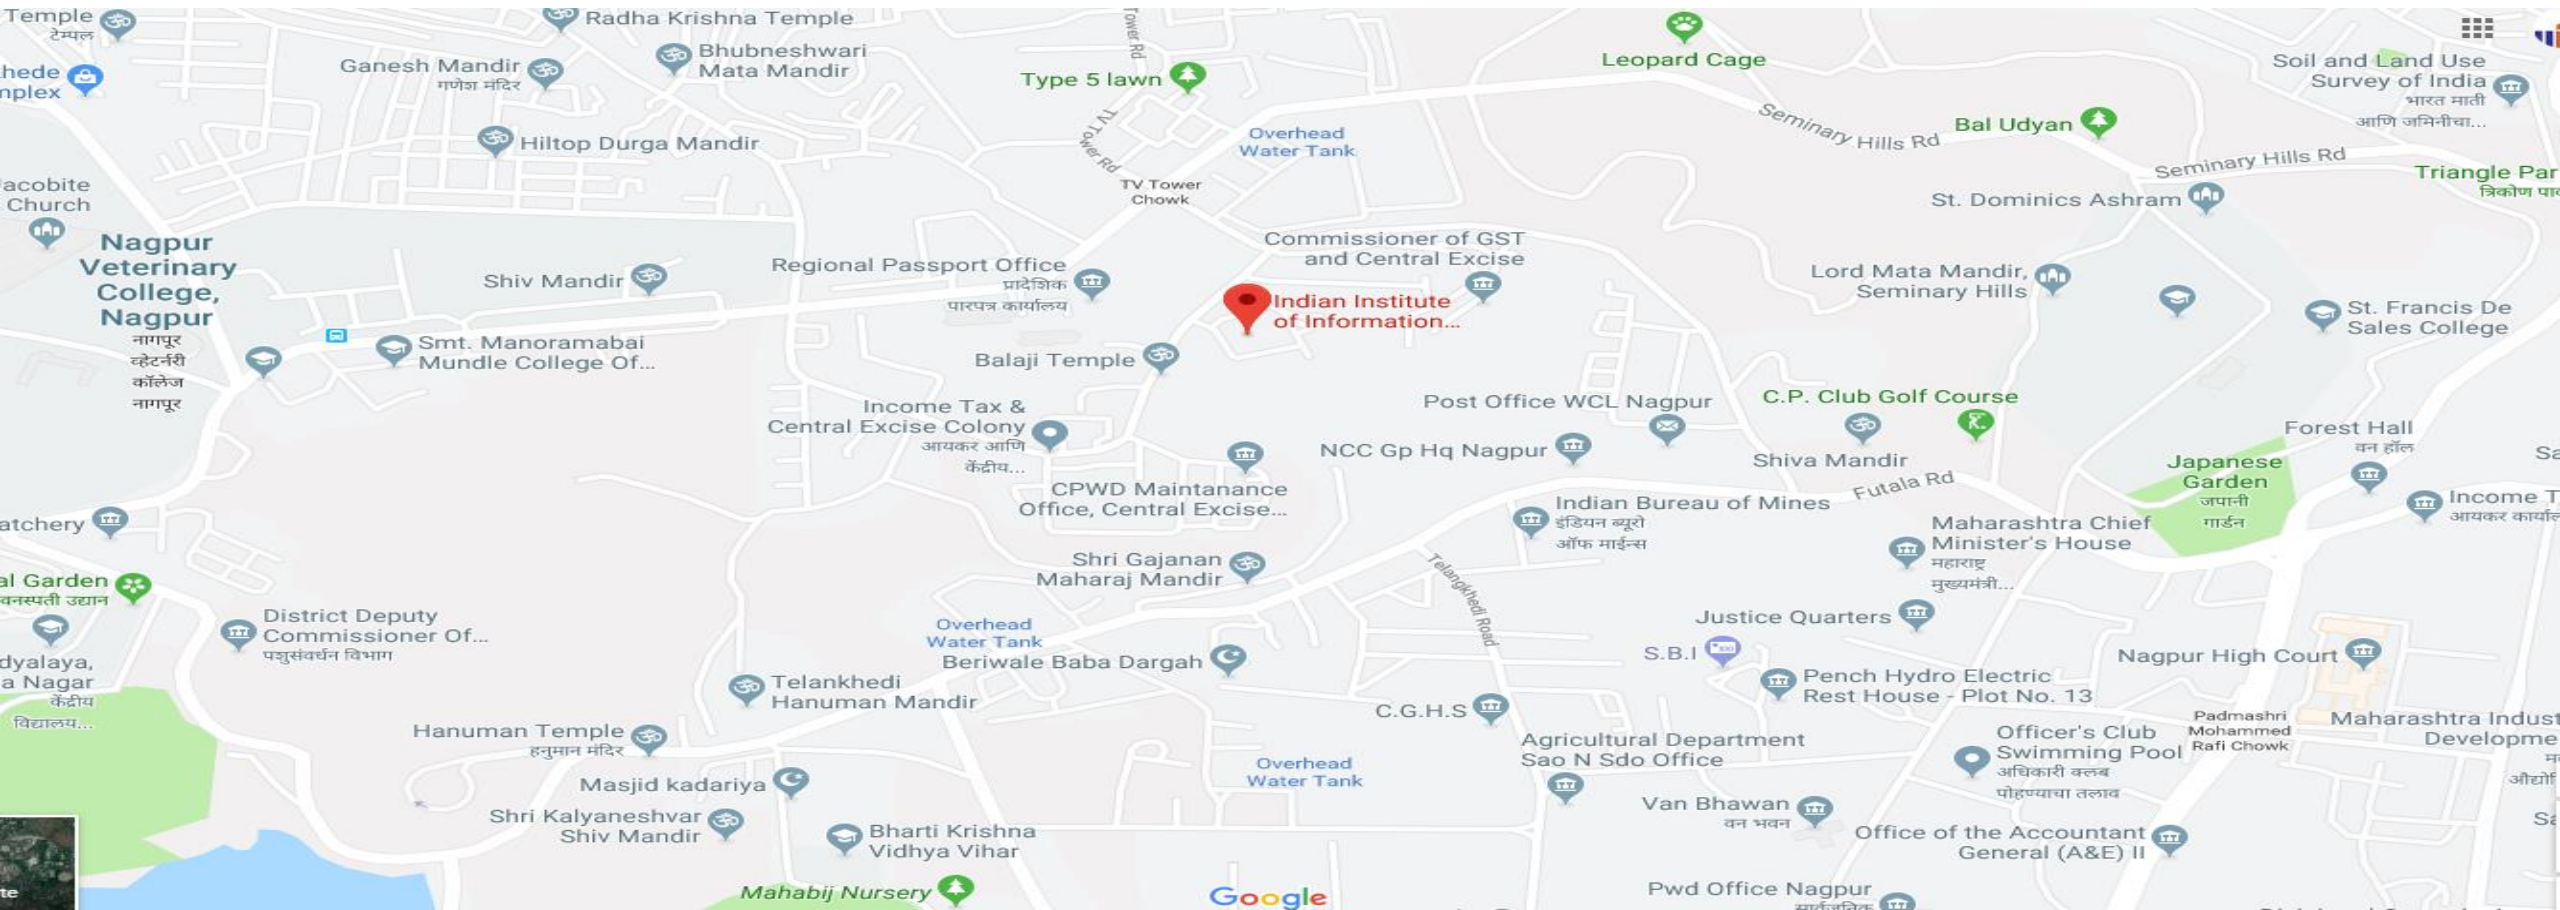 Temple
टेम्पल
Radha Krishna Temple
Bhubneshwari
Mata Mandir
Ganesh Mandir
गणेश मंदिर
Type 5 lawn
Tower Rd
TV Tower Rd
Leopard Cage
Soil and Land Use
Survey of India
भारत माती
आणि जमिनीचा...
Hiltop Durga Mandir
Overhead
Water Tank
Seminary Hills Rd
Bal Udyan
Seminary Hills Rd
Triangle Par
Church
TV Tower
Chowk
St. Dominics Ashram
Nagpur
Veterinary
College,
Nagpur
नागपूर
व्हेटर्नरी
कॉलेज
नागपूर
Shiv Mandir
Regional Passport Office
प्रादेशिक
पारपत्र कार्यालय
Commissioner of GST
and Central Excise
Indian Institute
of Information...
Lord Mata Mandir,
Seminary Hills
St. Francis De
Sales College
Smt. Manoramabai
Mundle College Of...
Balaji Temple
Income Tax &
Central Excise Colony
आयकर आणि
केंद्रीय...
Post Office WCL Nagpur
C.P. Club Golf Course
NCC Gp Hq Nagpur
Shiva Mandir
Forest Hall
वन हॉल
Japanese
Garden
जपानी
गार्डन
CPWD Maintanance
Office, Central Excise...
Indian Bureau of Mines
इंडियन ब्यूरो
ऑफ माईन्स
Futala Rd
Income T
Maharashtra Chief
Minister's House
महाराष्ट्र
मुख्यमंत्री...
atchery
Shri Gajanan
Maharaj Mandir
Telangkhedi Road
al Garden
वनस्पती उद्यान
District Deputy
Commissioner Of...
पशुसंवर्धन विभाग
Overhead
Water Tank
Beriwale Baba Dargah
Justice Quarters
S.B.I
Nagpur High Court
dyalaya,
a Nagar
केंद्रीय
विद्यालय...
Telankhedi
Hanuman Mandir
Pench Hydro Electric
Rest House - Plot No. 13
C.G.H.S
Hanuman Temple
हनुमान मंदिर
Agricultural Department
Sao N Sdo Office
Officer's Club
Swimming Pool
अधिकारी क्लब
पोहण्याचा तलाव
Padmashri
Mohammed
Rafi Chowk
Maharashtra Indust
Developme
Masjid kadariya
Overhead
Water Tank
Shri Kalyaneshvar
Shiv Mandir
Bharti Krishna
Vidhya Vihar
Van Bhawan
वन भवन
Office of the Accountant
General (A&E) II
Mahabij Nursery
Google
Pwd Office Nagpur